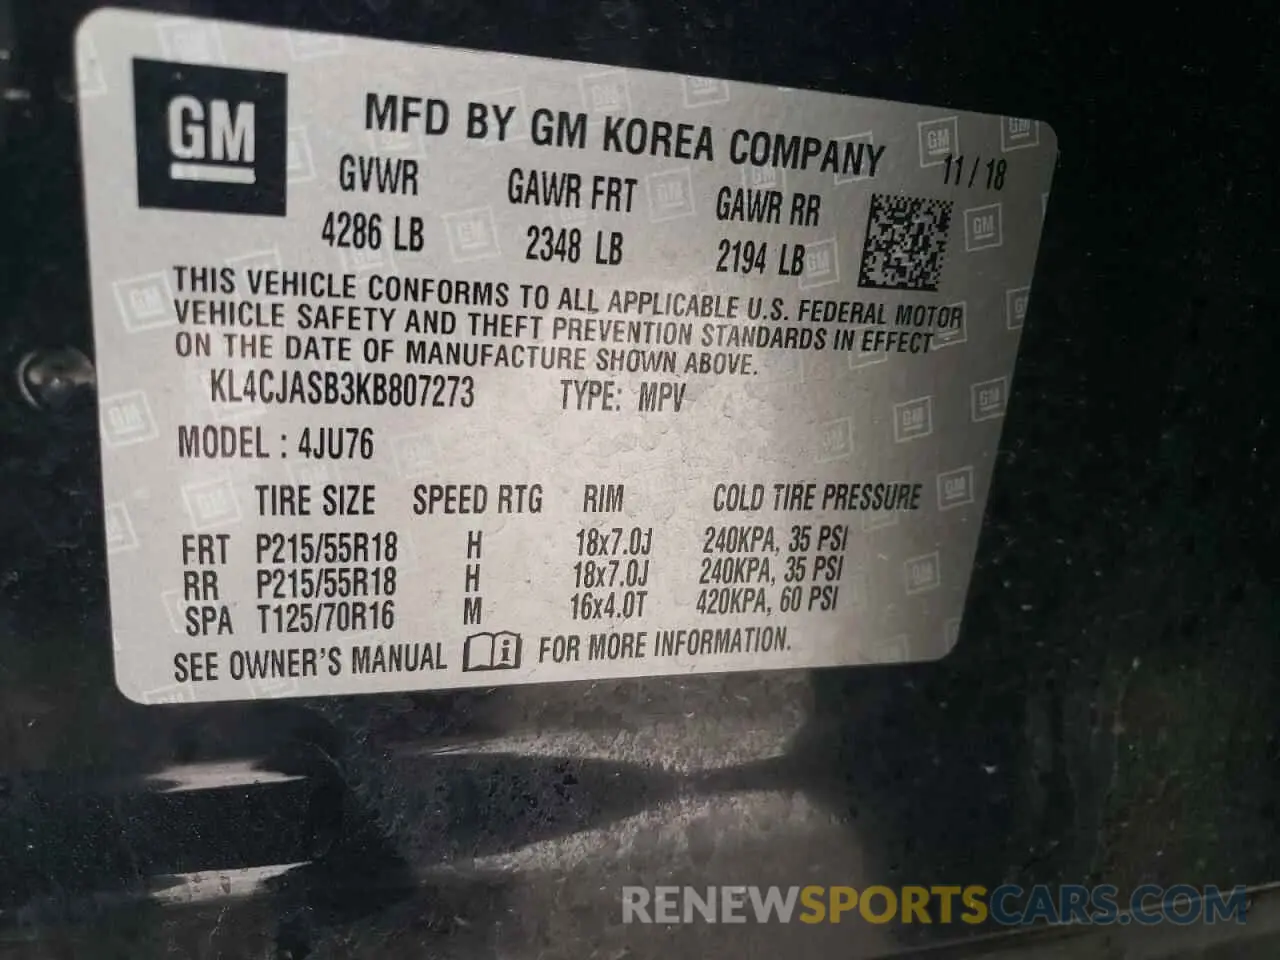 GM
MFD BY GM KOREA COMPANY 11/18
GVWR GAWR FRT GAWR RR
4286 LB 2348 LB 2194 LB
THIS VEHICLE CONFORMS TO ALL APPLICABLE U.S. FEDERAL MOTOR
VEHICLE SAFETY AND THEFT PREVENTION STANDARDS IN EFFECT
ON THE DATE OF MANUFACTURE SHOWN ABOVE.
KL4CJASB3KB807273 TYPE: MPV
MODEL : 4JU76
TIRE SIZE SPEED RTG RIM COLD TIRE PRESSURE
FRT P215/55R18 H 18x7.0J 240KPA, 35 PSI
RR P215/55R18 H 18x7.0J 240KPA, 35 PSI
SPA T125/70R16 M 16x4.0T 420KPA, 60 PSI
SEE OWNER'S MANUAL i FOR MORE INFORMATION.
RENEWSPORTSCARS.COM